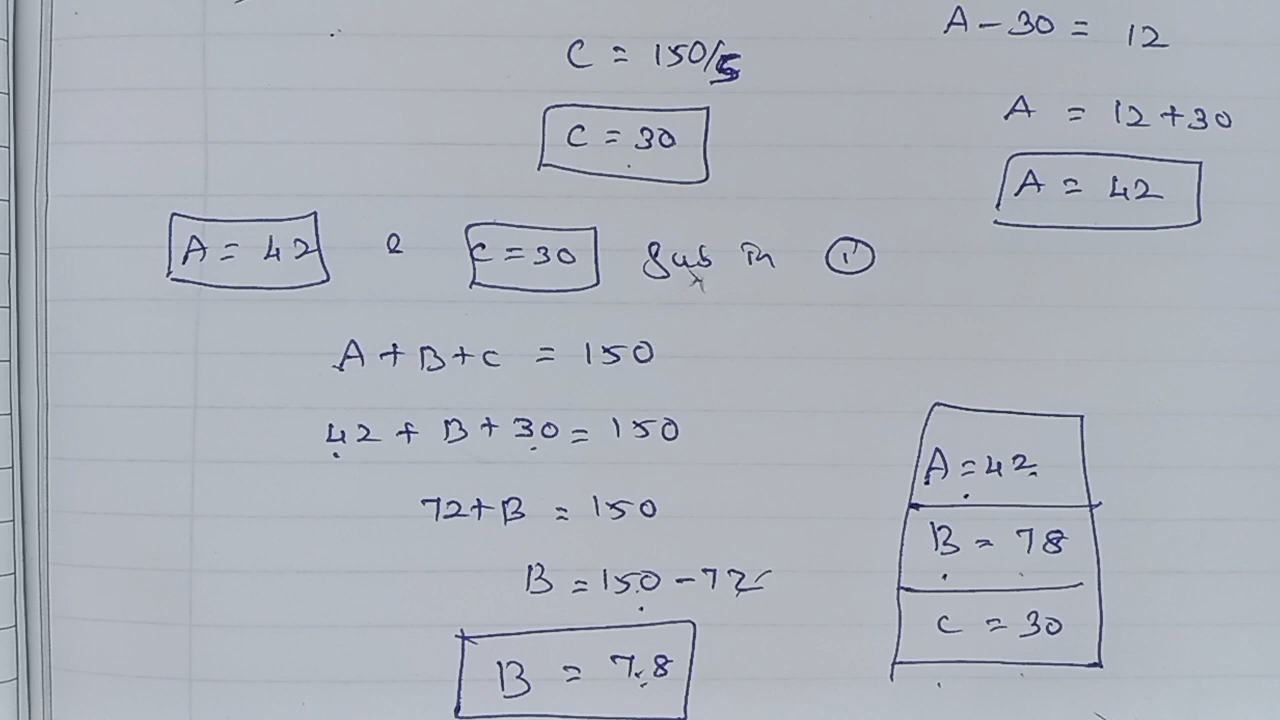 C = 150/5
C = 30
A - 30 = 12
A = 12 + 30
A = 42
A = 42 & C = 30 Sub in ①
A + B + C = 150
42 + B + 30 = 150
72 + B = 150
B = 150 - 72
B = 78
A = 42
B = 78
C = 30